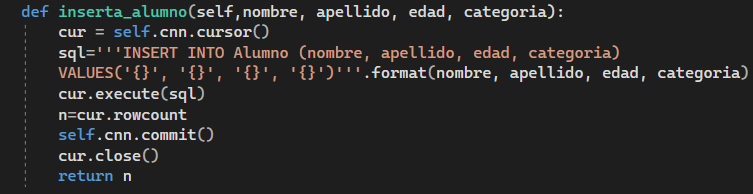 def inserta_alumno(self,nombre, apellido, edad, categoria):
cur = self.cnn.cursor()
sql='''INSERT INTO Alumno (nombre, apellido, edad, categoria)
VALUES('{}', '{}', '{}', '{}')'''.format(nombre, apellido, edad, categoria)
cur.execute(sql)
n=cur.rowcount
self.cnn.commit()
cur.close()
return n